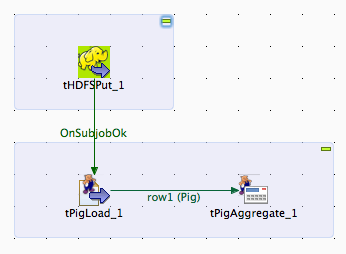 tHDFSPut_1
OnSubjobOk
tPigLoad_1
row1 (Pig)
tPigAggregate_1